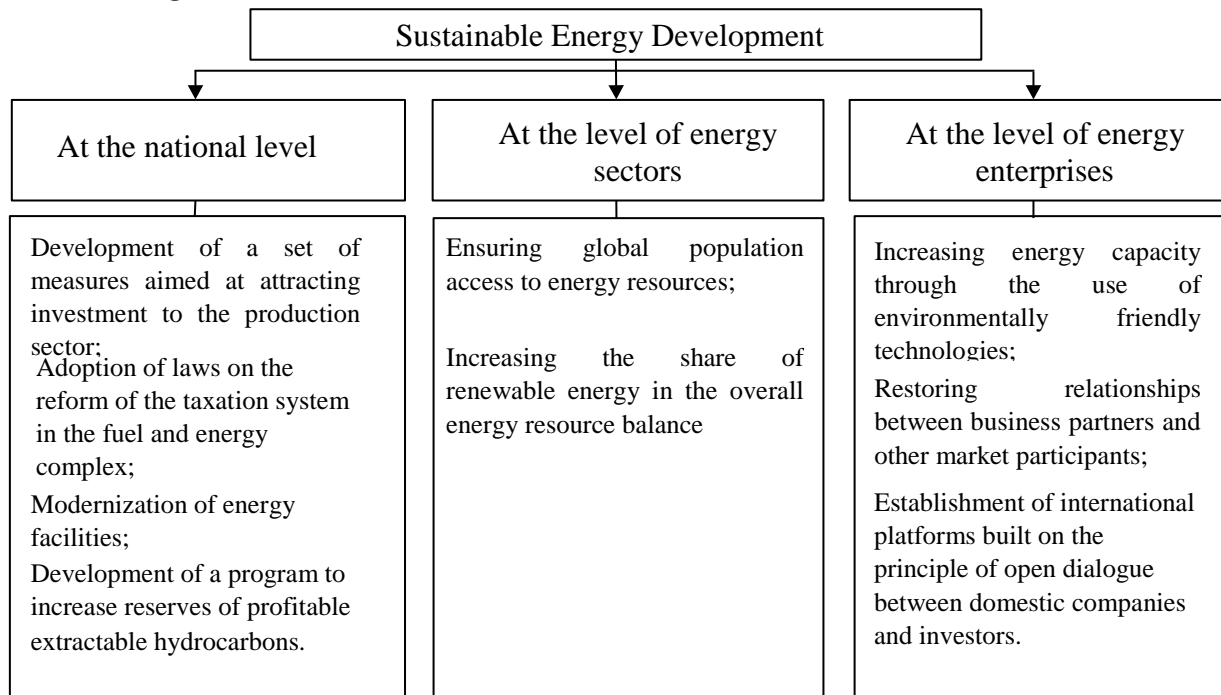 Sustainable Energy Development
At the national level
At the level of energy
sectors
At the level of energy
enterprises
Development of a set of
measures aimed at attracting
investment to the production
sector;
Adoption of laws on the
reform of the taxation system
in the fuel and energy
complex;
Modernization of energy
facilities;
Development of a program to
increase reserves of profitable
extractable hydrocarbons.
Ensuring global population
access to energy resources;
Increasing the share of
renewable energy in the overall
energy resource balance
Increasing energy capacity
through the use of
environmentally friendly
technologies;
Restoring relationships
between business partners and
other market participants;
Establishment of international
platforms built on the
principle of open dialogue
between domestic companies
and investors.